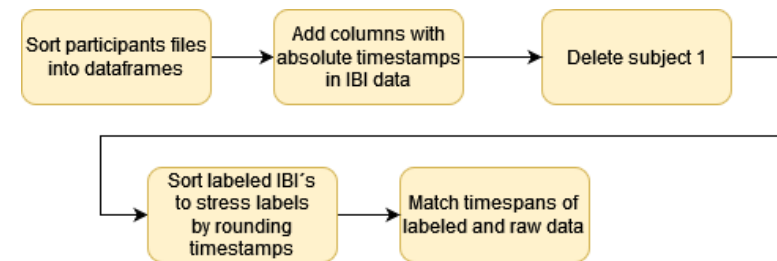 Sort participants files
into dataframes
Add columns with
absolute timestamps
in IBI data
Delete subject 1
Sort labeled IBI´s
to stress labels
by rounding
timestamps
Match timespans of
labeled and raw data